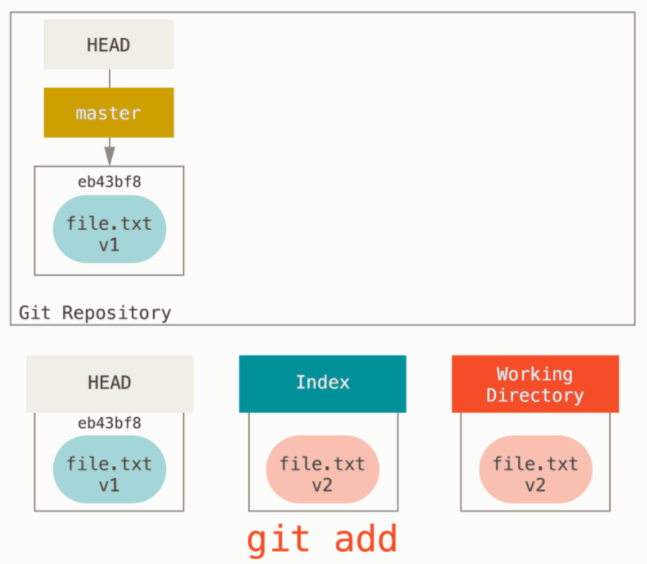 HEAD
master
eb43bf8
file.txt
v1
Git Repository
HEAD
Index
Working
Directory
eb43bf8
file.txt
v1
file.txt
v2
file.txt
v2
git add